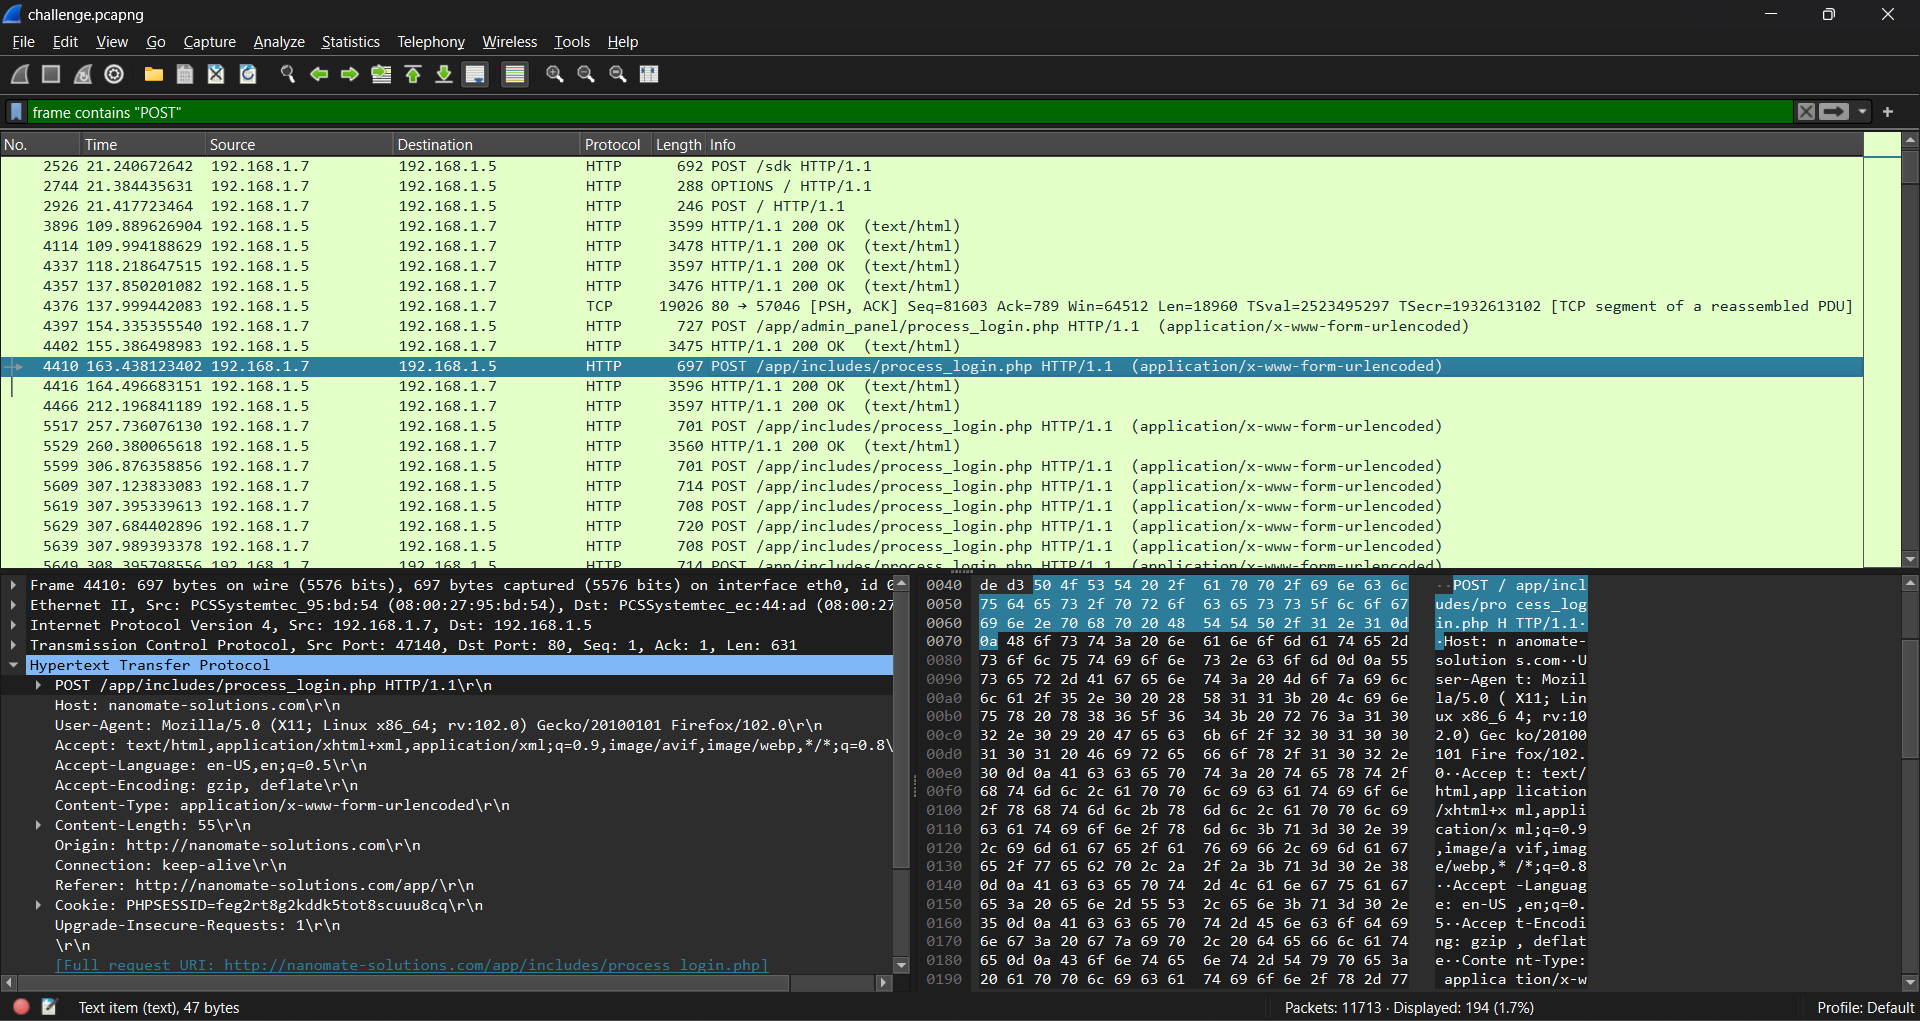 challenge.pcapng
File Edit View Go Capture Analyze Statistics Telephony Wireless Tools Help
frame contains "POST"
No. Time Source Destination Protocol Length Info
2526 21.240672642 192.168.1.7 192.168.1.5 HTTP 692 POST /sdk HTTP/1.1
2744 21.384435631 192.168.1.7 192.168.1.5 HTTP 288 OPTIONS / HTTP/1.1
2926 21.417723464 192.168.1.7 192.168.1.5 HTTP 246 POST / HTTP/1.1
3896 109.889626904 192.168.1.5 192.168.1.7 HTTP 3599 HTTP/1.1 200 OK (text/html)
4114 109.994188629 192.168.1.5 192.168.1.7 HTTP 3478 HTTP/1.1 200 OK (text/html)
4337 118.218647515 192.168.1.5 192.168.1.7 HTTP 3597 HTTP/1.1 200 OK (text/html)
4357 137.850201082 192.168.1.5 192.168.1.7 HTTP 3476 HTTP/1.1 200 OK (text/html)
4376 137.999442083 192.168.1.5 192.168.1.7 TCP 19026 80 → 57046 [PSH, ACK] Seq=81603 Ack=789 Win=64512 Len=18960 TSval=2523495297 TSecr=1932613102 [TCP segment of a reassembled PDU]
4397 154.335355540 192.168.1.7 192.168.1.5 HTTP 727 POST /app/admin_panel/process_login.php HTTP/1.1 (application/x-www-form-urlencoded)
4402 155.386498983 192.168.1.5 192.168.1.7 HTTP 3475 HTTP/1.1 200 OK (text/html)
4410 163.438123402 192.168.1.7 192.168.1.5 HTTP 697 POST /app/includes/process_login.php HTTP/1.1 (application/x-www-form-urlencoded)
4416 164.496683151 192.168.1.5 192.168.1.7 HTTP 3596 HTTP/1.1 200 OK (text/html)
4466 212.196841189 192.168.1.5 192.168.1.7 HTTP 3597 HTTP/1.1 200 OK (text/html)
5517 257.736076130 192.168.1.7 192.168.1.5 HTTP 701 POST /app/includes/process_login.php HTTP/1.1 (application/x-www-form-urlencoded)
5529 260.380065618 192.168.1.5 192.168.1.7 HTTP 3560 HTTP/1.1 200 OK (text/html)
5599 306.876358856 192.168.1.7 192.168.1.5 HTTP 701 POST /app/includes/process_login.php HTTP/1.1 (application/x-www-form-urlencoded)
5609 307.123833083 192.168.1.7 192.168.1.5 HTTP 714 POST /app/includes/process_login.php HTTP/1.1 (application/x-www-form-urlencoded)
5619 307.395339613 192.168.1.7 192.168.1.5 HTTP 708 POST /app/includes/process_login.php HTTP/1.1 (application/x-www-form-urlencoded)
5629 307.684402896 192.168.1.7 192.168.1.5 HTTP 720 POST /app/includes/process_login.php HTTP/1.1 (application/x-www-form-urlencoded)
5639 307.989393378 192.168.1.7 192.168.1.5 HTTP 708 POST /app/includes/process_login.php HTTP/1.1 (application/x-www-form-urlencoded)
5649 308.395798556 192.168.1.7 192.168.1.5 HTTP 714 POST /app/includes/process_login.php HTTP/1.1 (application/x-www-form-urlencoded)
Frame 4410: 697 bytes on wire (5576 bits), 697 bytes captured (5576 bits) on interface eth0, id
Ethernet II, Src: PCSSystemtec_95:bd:54 (08:00:27:95:bd:54), Dst: PCSSystemtec_ec:44:ad (08:00:27
Internet Protocol Version 4, Src: 192.168.1.7, Dst: 192.168.1.5
Transmission Control Protocol, Src Port: 47140, Dst Port: 80, Seq: 1, Ack: 1, Len: 631
Hypertext Transfer Protocol
POST /app/includes/process_login.php HTTP/1.1\r\n
Host: nanomate-solutions.com\r\n
User-Agent: Mozilla/5.0 (X11; Linux x86_64; rv:102.0) Gecko/20100101 Firefox/102.0\r\n
Accept: text/html,application/xhtml+xml,application/xml;q=0.9,image/avif,image/webp,*/*;q=0.8\
Accept-Language: en-US,en;q=0.5\r\n
Accept-Encoding: gzip, deflate\r\n
Content-Type: application/x-www-form-urlencoded\r\n
Content-Length: 55\r\n
Origin: http://nanomate-solutions.com\r\n
Connection: keep-alive\r\n
Referer: http://nanomate-solutions.com/app/\r\n
Cookie: PHPSESSID=feg2rt8g2kddk5tot8scuuu8cq\r\n
Upgrade-Insecure-Requests: 1\r\n
\r\n
[Full request URI: http://nanomate-solutions.com/app/includes/process_login.php]
0040 de d3 50 4f 53 54 20 2f 61 70 70 2f 69 6e 63 6c ··POST / app/incl
0050 75 64 65 73 2f 70 72 6f 63 65 73 73 5f 6c 6f 67 udes/pro cess_log
0060 69 6e 2e 70 68 70 20 48 54 54 50 2f 31 2e 31 0d in.php H TTP/1.1·
0070 0a 48 6f 73 74 3a 20 6e 61 6e 6f 6d 61 74 65 2d ·Host: n anomate-
0080 73 6f 6c 75 74 69 6f 6e 73 2e 63 6f 6d 0d 0a 55 solution s.com··U
0090 73 65 72 2d 41 67 65 6e 74 3a 20 4d 6f 7a 69 6c ser-Agen t: Mozil
00a0 6c 61 2f 35 2e 30 20 28 58 31 31 3b 20 4c 69 6e la/5.0 ( X11; Lin
00b0 75 78 20 78 38 36 5f 36 34 3b 20 72 76 3a 31 30 ux x86_6 4; rv:10
00c0 32 2e 30 29 20 47 65 63 6b 6f 2f 32 30 31 30 30 2.0) Gec ko/20100
00d0 31 30 31 20 46 69 72 65 66 6f 78 2f 31 30 32 2e 101 Fire fox/102.
00e0 30 0d 0a 41 63 63 65 70 74 3a 20 74 65 78 74 2f 0··Accep t: text/
00f0 68 74 6d 6c 2c 61 70 70 6c 69 63 61 74 69 6f 6e html,app lication
0100 2f 78 68 74 6d 6c 2b 78 6d 6c 2c 61 70 70 6c 69 /xhtml+x ml,appli
0110 63 61 74 69 6f 6e 2f 78 6d 6c 3b 71 3d 30 2e 39 cation/x ml;q=0.9
0120 2c 69 6d 61 67 65 2f 61 76 69 66 2c 69 6d 61 67 ,image/a vif,imag
0130 65 2f 77 65 62 70 2c 2a 2f 2a 3b 71 3d 30 2e 38 e/webp,* /*;q=0.8
0140 0d 0a 41 63 63 65 70 74 2d 4c 61 6e 67 75 61 67 ··Accept -Languag
0150 65 3a 20 65 6e 2d 55 53 2c 65 6e 3b 71 3d 30 2e e: en-US ,en;q=0.
0160 35 0d 0a 41 63 63 65 70 74 2d 45 6e 63 6f 64 69 5··Accep t-Encodi
0170 6e 67 3a 20 67 7a 69 70 2c 20 64 65 66 6c 61 74 ng: gzip , deflat
0180 65 0d 0a 43 6f 6e 74 65 6e 74 2d 54 79 70 65 3a e··Conte nt-Type:
0190 20 61 70 70 6c 69 63 61 74 69 6f 6e 2f 78 2d 77 applica tion/x-w
Text item (text), 47 bytes
Packets: 11713 · Displayed: 194 (1.7%)
Profile: Default